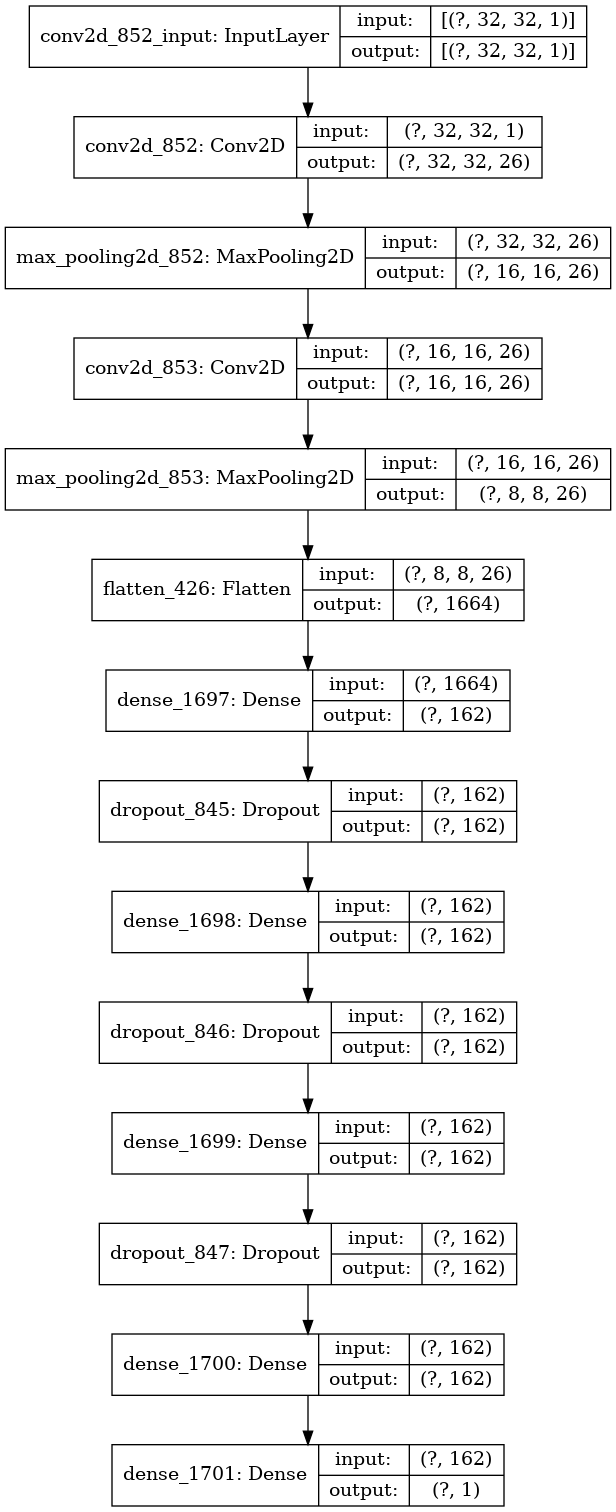 conv2d_852_input: InputLayer
input: [(?, 32, 32, 1)]
output: [(?, 32, 32, 1)]
conv2d_852: Conv2D
input: (?, 32, 32, 1)
output: (?, 32, 32, 26)
max_pooling2d_852: MaxPooling2D
input: (?, 32, 32, 26)
output: (?, 16, 16, 26)
conv2d_853: Conv2D
input: (?, 16, 16, 26)
output: (?, 16, 16, 26)
max_pooling2d_853: MaxPooling2D
input: (?, 16, 16, 26)
output: (?, 8, 8, 26)
flatten_426: Flatten
input: (?, 8, 8, 26)
output: (?, 1664)
dense_1697: Dense
input: (?, 1664)
output: (?, 162)
dropout_845: Dropout
input: (?, 162)
output: (?, 162)
dense_1698: Dense
input: (?, 162)
output: (?, 162)
dropout_846: Dropout
input: (?, 162)
output: (?, 162)
dense_1699: Dense
input: (?, 162)
output: (?, 162)
dropout_847: Dropout
input: (?, 162)
output: (?, 162)
dense_1700: Dense
input: (?, 162)
output: (?, 162)
dense_1701: Dense
input: (?, 162)
output: (?, 1)